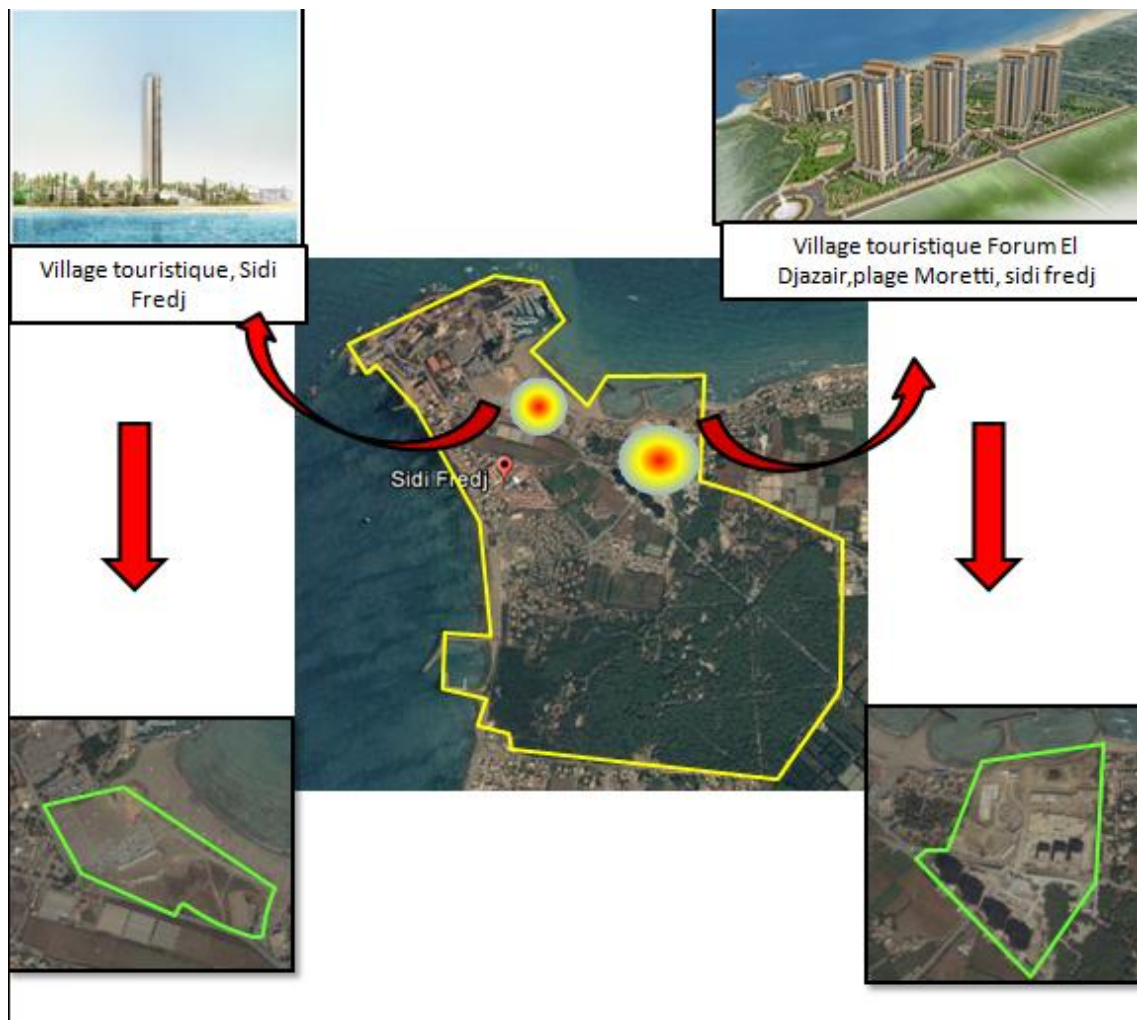 Village touristique, Sidi
Fredj
Village touristique Forum El
Djazair,plage Moretti, sidi fredj
Sidi Fredj